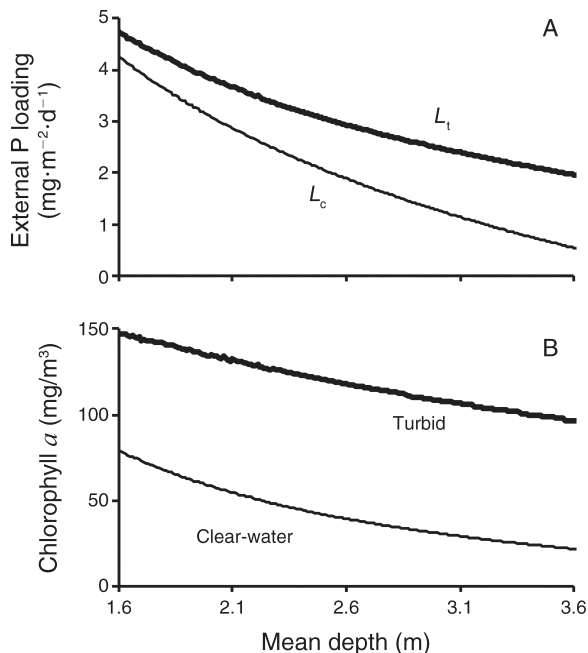 A
External P loading
(mg·m⁻²·d⁻¹)
5
4
3
2
1
0
Lt
Lc
B
Chlorophyll a (mg/m³)
150
100
50
0
Turbid
Clear-water
1.6 2.1 2.6 3.1 3.6
Mean depth (m)